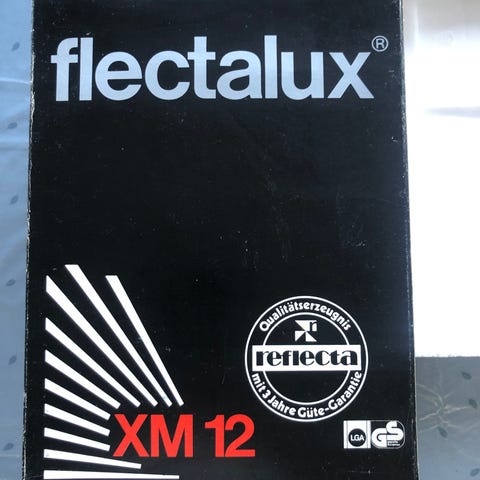 flectalux®
Qualitätserzeugnis
reflecta
mit 3 Jahre Güte-Garantie
XM 12
LGA GS